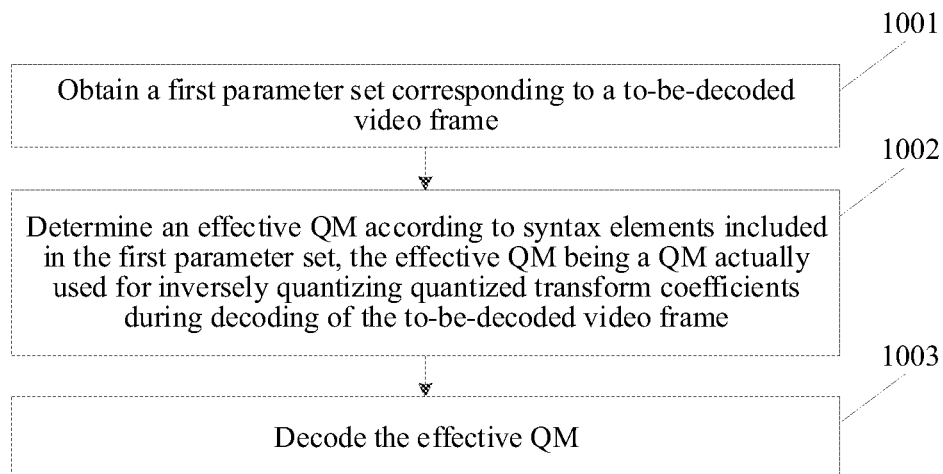 1001
Obtain a first parameter set corresponding to a to-be-decoded
video frame
1002
Determine an effective QM according to syntax elements included
in the first parameter set, the effective QM being a QM actually
used for inversely quantizing quantized transform coefficients
during decoding of the to-be-decoded video frame
1003
Decode the effective QM